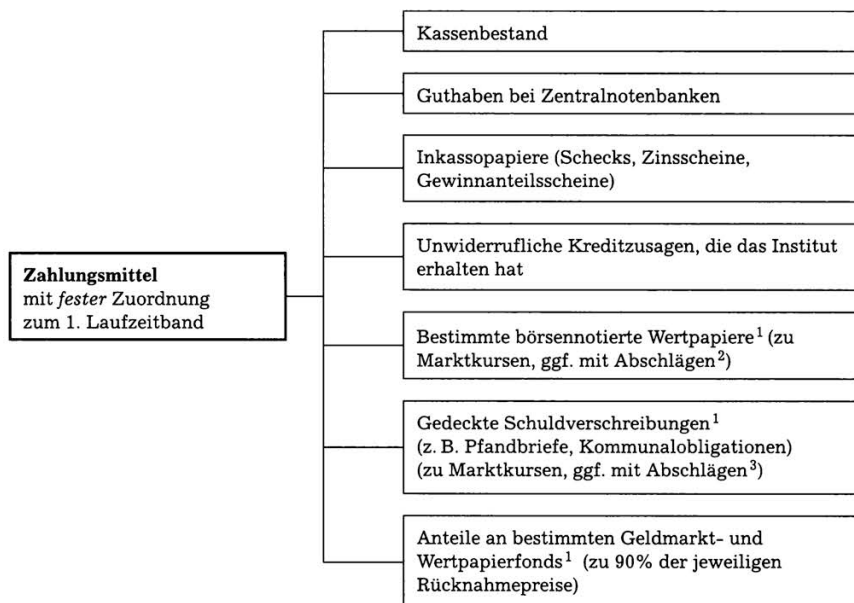 Kassenbestand
Guthaben bei Zentralnotenbanken
Inkassopapiere (Schecks, Zinsscheine,
Gewinnanteilsscheine)
Unwiderrufliche Kreditzusagen, die das Institut
erhalten hat
Zahlungsmittel
mit fester Zuordnung
zum 1. Laufzeitband
Bestimmte börsennotierte Wertpapiere¹ (zu
Marktkursen, ggf. mit Abschlägen²)
Gedeckte Schuldverschreibungen¹
(z. B. Pfandbriefe, Kommunalobligationen)
(zu Marktkursen, ggf. mit Abschlägen³)
Anteile an bestimmten Geldmarkt- und
Wertpapierfonds¹ (zu 90% der jeweiligen
Rücknahmepreise)